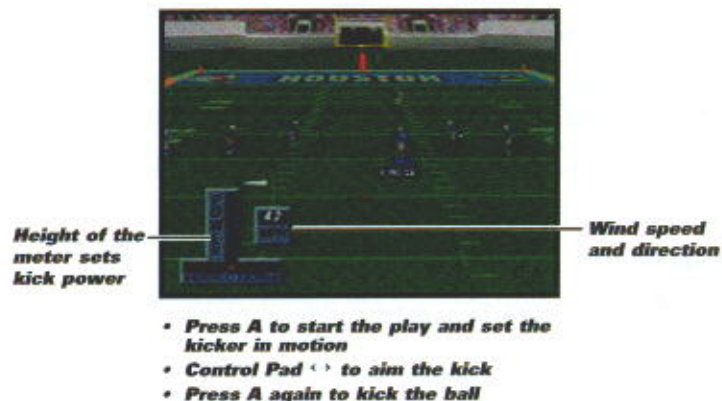 HOUSTON
47
Height of the
meter sets
kick power
Wind speed
and direction
• Press A to start the play and set the
kicker in motion
• Control Pad ‹ › to aim the kick
• Press A again to kick the ball